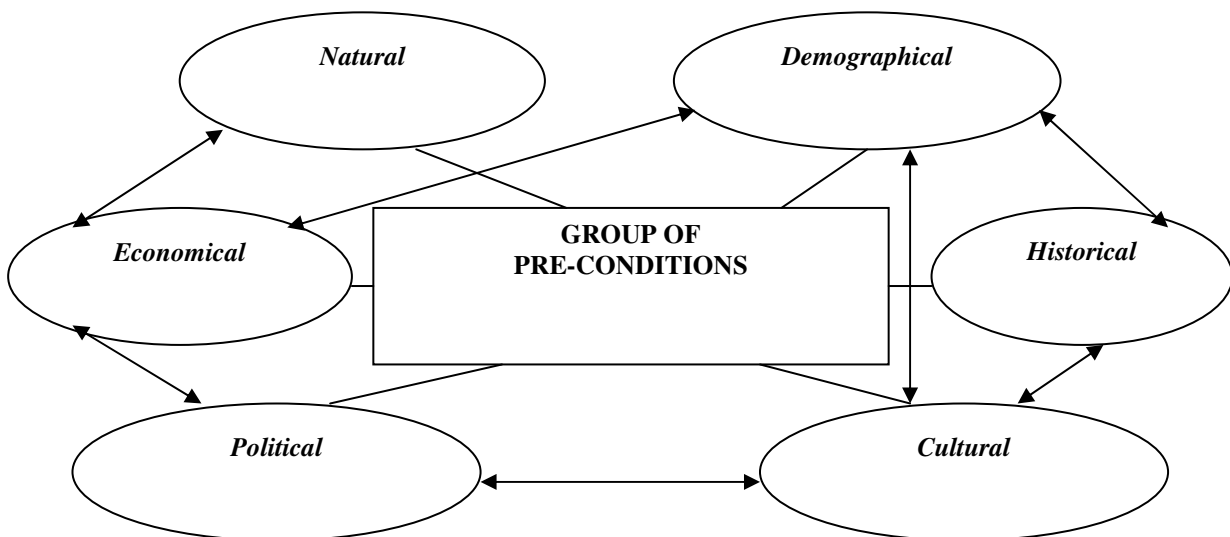 Natural
Demographical
GROUP OF
PRE-CONDITIONS
Economical
Historical
Political
Cultural